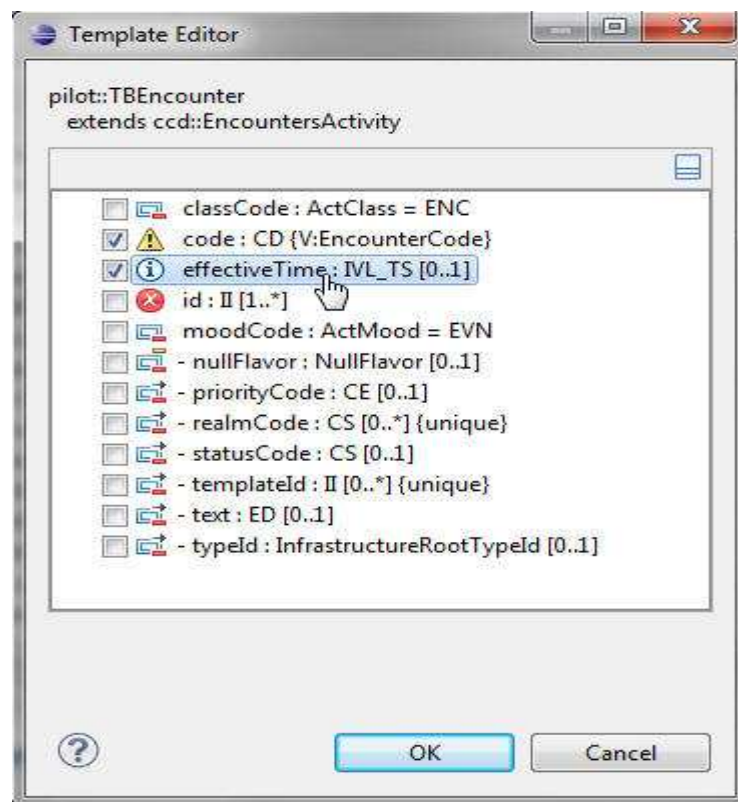 Template Editor
pilot::TBEncounter
extends ccd::EncountersActivity
classCode : ActClass = ENC
code : CD {V:EncounterCode}
effectiveTime : IVL_TS [0..1]
id : II [1..*]
moodCode : ActMood = EVN
- nullFlavor : NullFlavor [0..1]
- priorityCode : CE [0..1]
- realmCode : CS [0..*] {unique}
- statusCode : CS [0..1]
- templateId : II [0..*] {unique}
- text : ED [0..1]
- typeId : InfrastructureRootTypeId [0..1]
OK Cancel